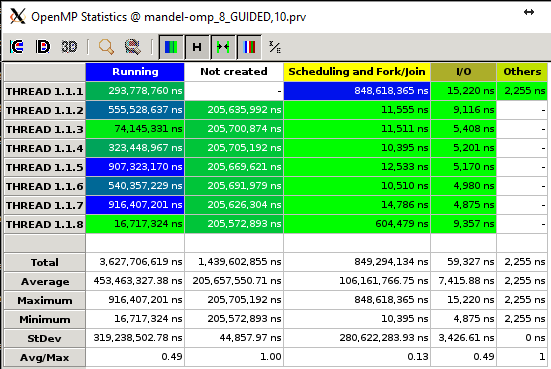 OpenMP Statistics @ mandel-omp_8_GUIDED,10.prv
3D H Σ/E
Running Not created Scheduling and Fork/Join I/O Others
THREAD 1.1.1 293,778,760 ns - 848,618,365 ns 15,220 ns 2,255 ns
THREAD 1.1.2 555,528,637 ns 205,635,992 ns 11,555 ns 9,116 ns -
THREAD 1.1.3 74,145,331 ns 205,700,874 ns 11,511 ns 5,408 ns -
THREAD 1.1.4 323,448,967 ns 205,705,192 ns 10,395 ns 5,201 ns -
THREAD 1.1.5 907,323,170 ns 205,669,621 ns 12,533 ns 5,170 ns -
THREAD 1.1.6 540,357,229 ns 205,691,979 ns 10,510 ns 4,980 ns -
THREAD 1.1.7 916,407,201 ns 205,626,304 ns 14,786 ns 4,875 ns -
THREAD 1.1.8 16,717,324 ns 205,572,893 ns 604,479 ns 9,357 ns -
Total 3,627,706,619 ns 1,439,602,855 ns 849,294,134 ns 59,327 ns 2,255 ns
Average 453,463,327.38 ns 205,657,550.71 ns 106,161,766.75 ns 7,415.88 ns 2,255 ns
Maximum 916,407,201 ns 205,705,192 ns 848,618,365 ns 15,220 ns 2,255 ns
Minimum 16,717,324 ns 205,572,893 ns 10,395 ns 4,875 ns 2,255 ns
StDev 319,238,502.78 ns 44,857.97 ns 280,622,283.93 ns 3,426.61 ns 0 ns
Avg/Max 0.49 1.00 0.13 0.49 1